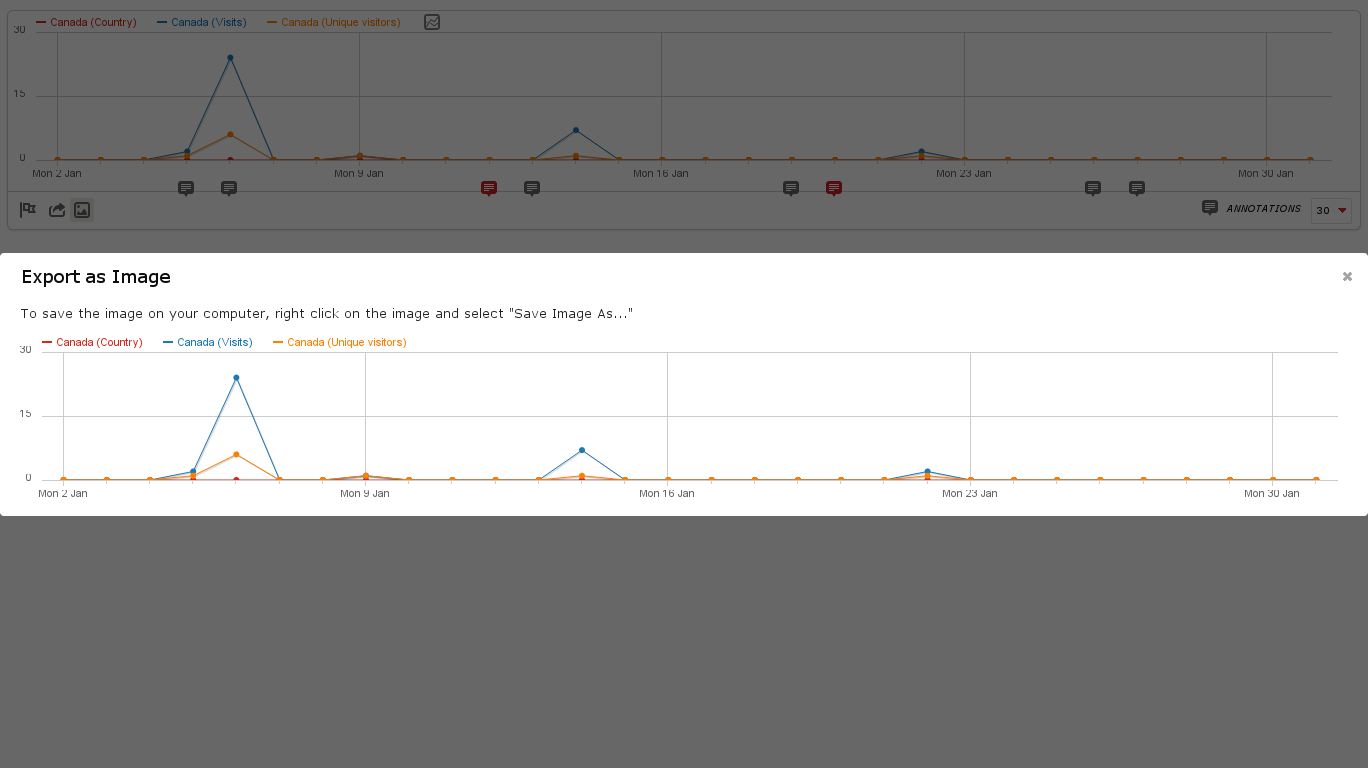 Canada (Country) Canada (Visits) Canada (Unique visitors)
30
15
0
Mon 2 Jan Mon 9 Jan Mon 16 Jan Mon 23 Jan Mon 30 Jan
ANNOTATIONS 30
Export as Image
To save the image on your computer, right click on the image and select "Save Image As..."
Canada (Country) Canada (Visits) Canada (Unique visitors)
30
15
0
Mon 2 Jan Mon 9 Jan Mon 16 Jan Mon 23 Jan Mon 30 Jan